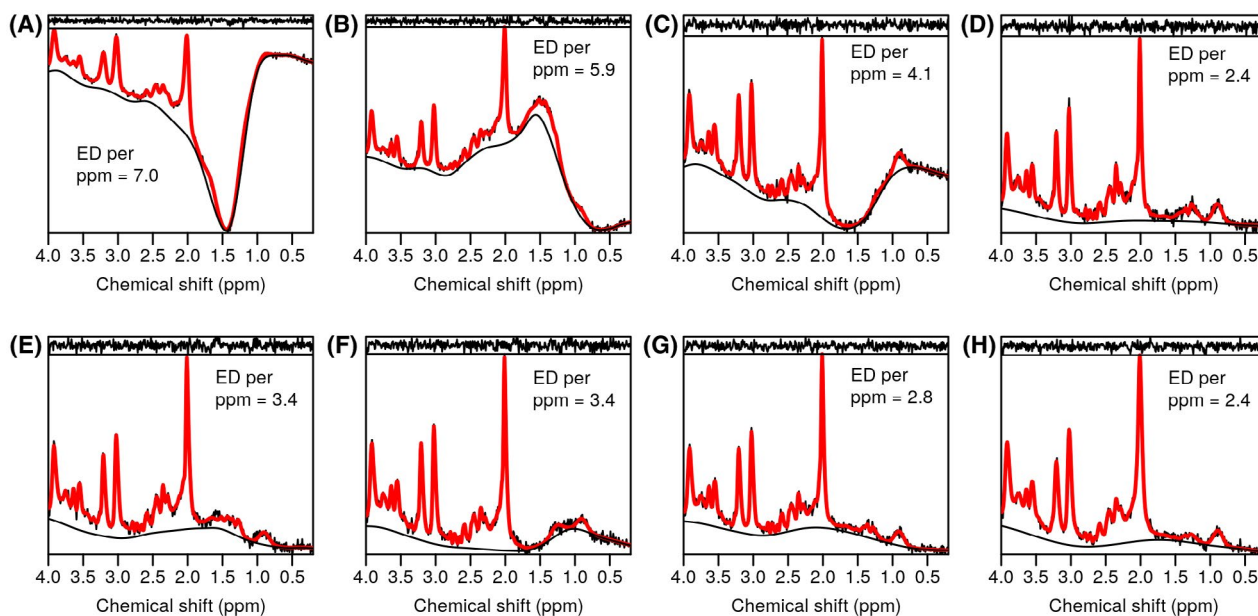 (A)
ED per
ppm = 7.0
4.0 3.5 3.0 2.5 2.0 1.5 1.0 0.5
Chemical shift (ppm)
(B)
ED per
ppm = 5.9
4.0 3.5 3.0 2.5 2.0 1.5 1.0 0.5
Chemical shift (ppm)
(C)
ED per
ppm = 4.1
4.0 3.5 3.0 2.5 2.0 1.5 1.0 0.5
Chemical shift (ppm)
(D)
ED per
ppm = 2.4
4.0 3.5 3.0 2.5 2.0 1.5 1.0 0.5
Chemical shift (ppm)
(E)
ED per
ppm = 3.4
4.0 3.5 3.0 2.5 2.0 1.5 1.0 0.5
Chemical shift (ppm)
(F)
ED per
ppm = 3.4
4.0 3.5 3.0 2.5 2.0 1.5 1.0 0.5
Chemical shift (ppm)
(G)
ED per
ppm = 2.8
4.0 3.5 3.0 2.5 2.0 1.5 1.0 0.5
Chemical shift (ppm)
(H)
ED per
ppm = 2.4
4.0 3.5 3.0 2.5 2.0 1.5 1.0 0.5
Chemical shift (ppm)